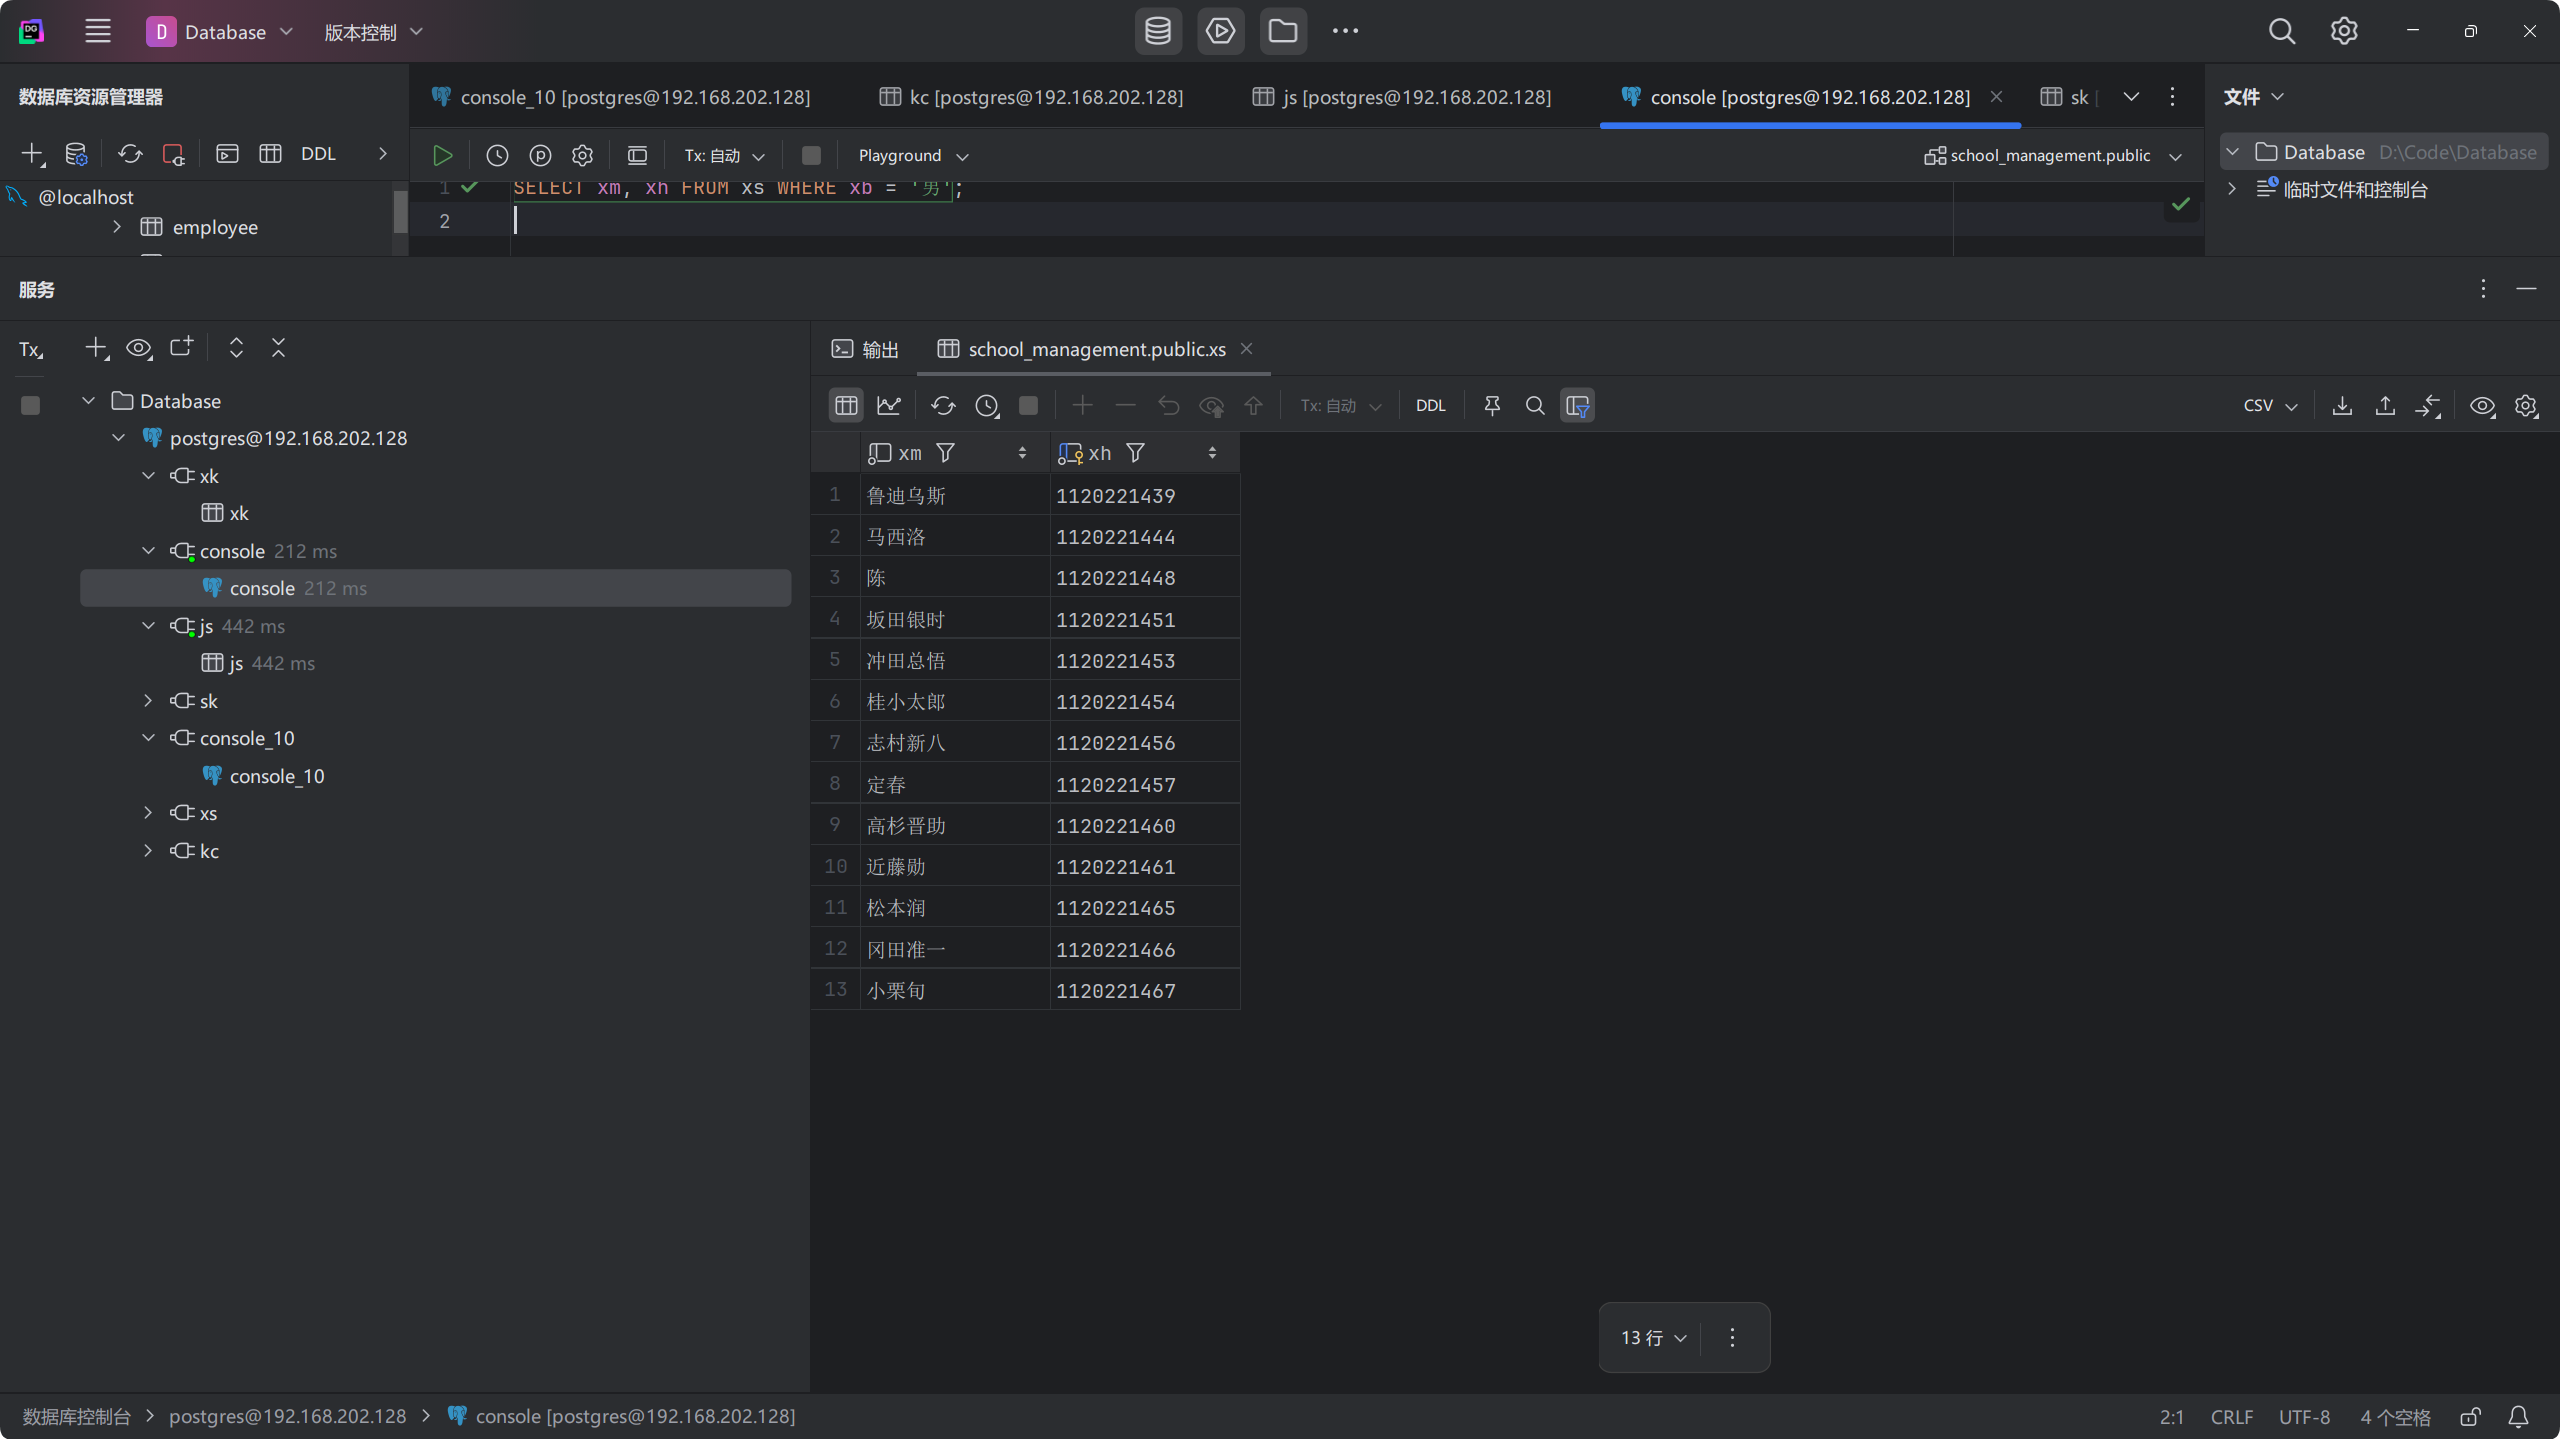 D Database 版本控制
数据库资源管理器
DDL
@localhost
employee
console_10 [postgres@192.168.202.128] kc [postgres@192.168.202.128] js [postgres@192.168.202.128] console [postgres@192.168.202.128] sk [
Tx: 自动 Playground school_management.public
1 SELECT xm, xh FROM xs WHERE xb = '男';
2
文件
Database D:\Code\Database
临时文件和控制台
服务
Tx
Database
postgres@192.168.202.128
xk
xk
console 212 ms
console 212 ms
js 442 ms
js 442 ms
sk
console_10
console_10
xs
kc
输出 school_management.public.xs
Tx: 自动 DDL CSV
xm xh
1 鲁迪乌斯 1120221439
2 马西洛 1120221444
3 陈 1120221448
4 坂田银时 1120221451
5 冲田总悟 1120221453
6 桂小太郎 1120221454
7 志村新八 1120221456
8 定春 1120221457
9 高杉晋助 1120221460
10 近藤勋 1120221461
11 松本润 1120221465
12 冈田准一 1120221466
13 小栗旬 1120221467
13 行
数据库控制台 postgres@192.168.202.128 console [postgres@192.168.202.128] 2:1 CRLF UTF-8 4 个空格